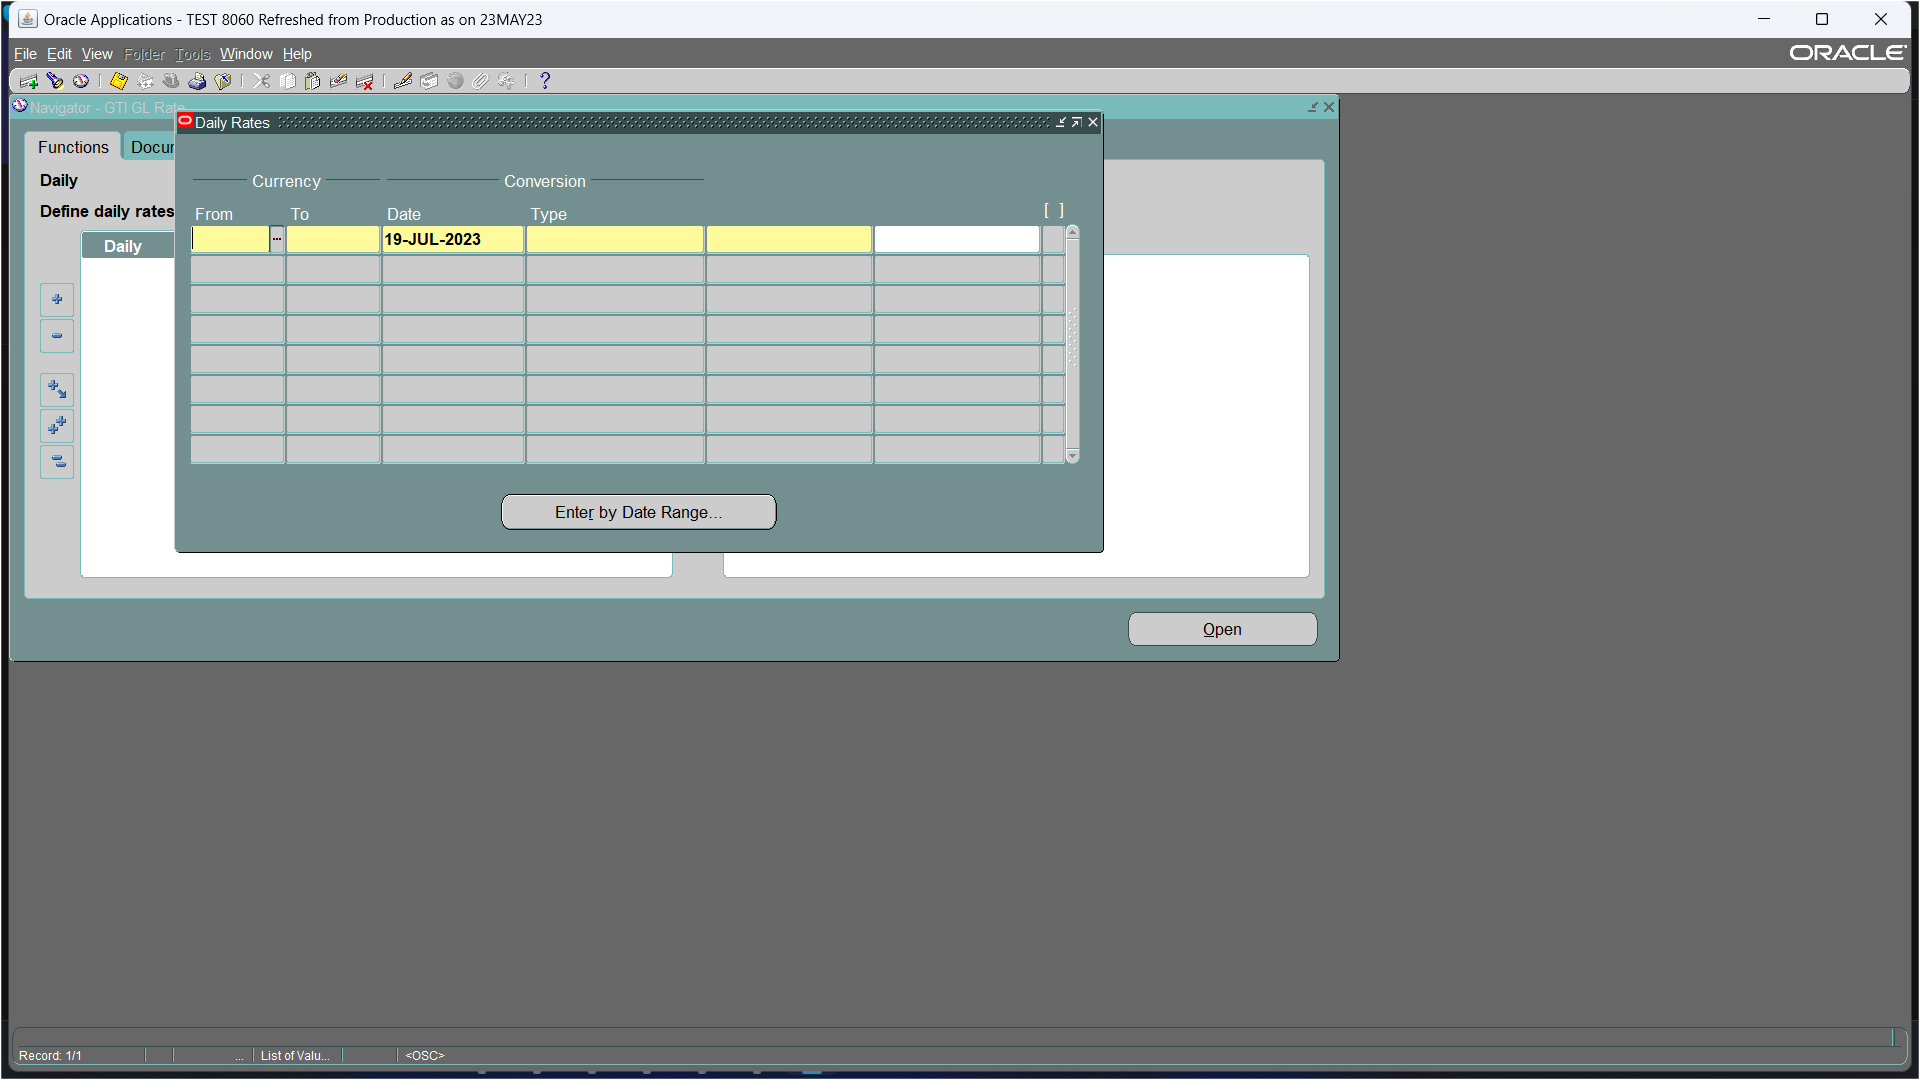 Oracle Applications - TEST 8060 Refreshed from Production as on 23MAY23
File Edit View Folder Tools Window Help
ORACLE
Navigator - GTI GL Rate
Daily Rates
Functions
Docur
Daily
Define daily rates
Daily
Currency
Conversion
From
To
Date
Type
[ ]
...
19-JUL-2023
Enter by Date Range...
Open
Record: 1/1
...
List of Valu...
<OSC>